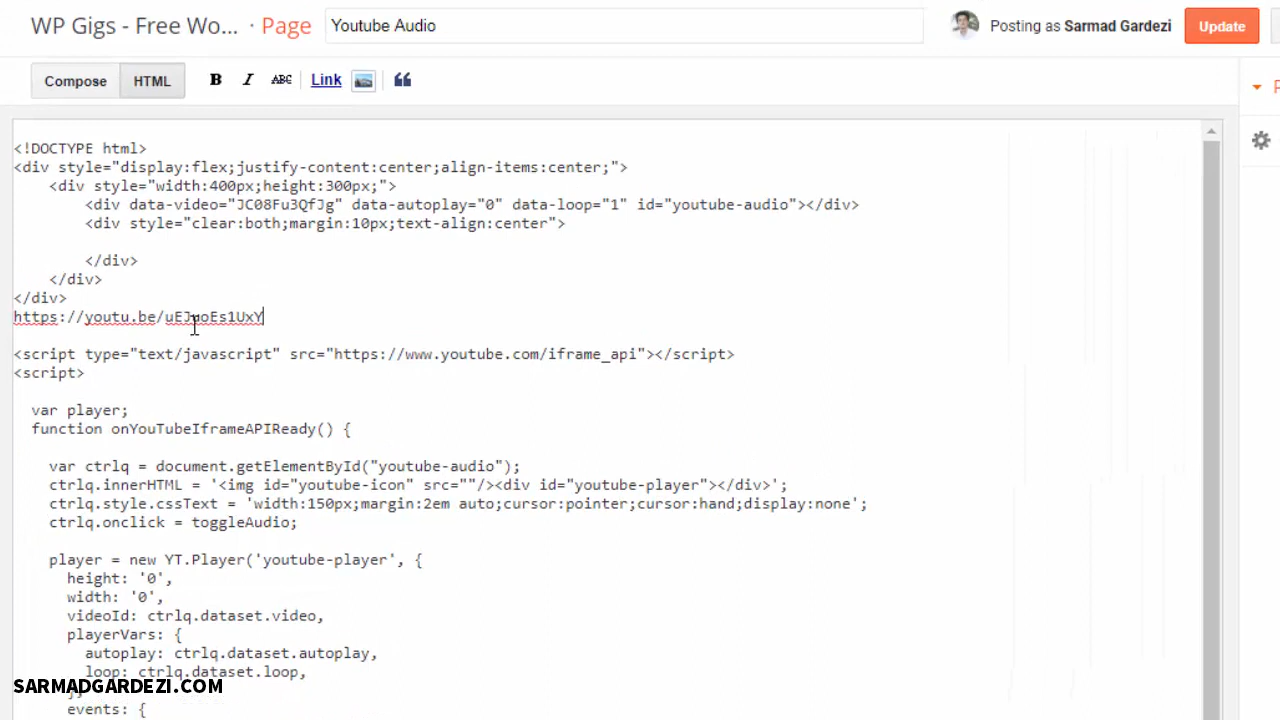 WP Gigs - Free Wo... · Page Youtube Audio Posting as Sarmad Gardezi Update
Compose HTML B I ABC Link
<!DOCTYPE html>
<div style="display:flex;justify-content:center;align-items:center;">
<div style="width:400px;height:300px;">
<div data-video="JC08Fu3QfJg" data-autoplay="0" data-loop="1" id="youtube-audio"></div>
<div style="clear:both;margin:10px;text-align:center">
</div>
</div>
</div>
https://youtu.be/uEJuoEs1UxY
<script type="text/javascript" src="https://www.youtube.com/iframe_api"></script>
<script>
var player;
function onYouTubeIframeAPIReady() {
var ctrlq = document.getElementById("youtube-audio");
ctrlq.innerHTML = '<img id="youtube-icon" src=""/><div id="youtube-player"></div>';
ctrlq.style.cssText = 'width:150px;margin:2em auto;cursor:pointer;cursor:hand;display:none';
ctrlq.onclick = toggleAudio;
player = new YT.Player('youtube-player', {
height: '0',
width: '0',
videoId: ctrlq.dataset.video,
playerVars: {
autoplay: ctrlq.dataset.autoplay,
loop: ctrlq.dataset.loop,
},
events: {
SARMADGARDEZI.COM